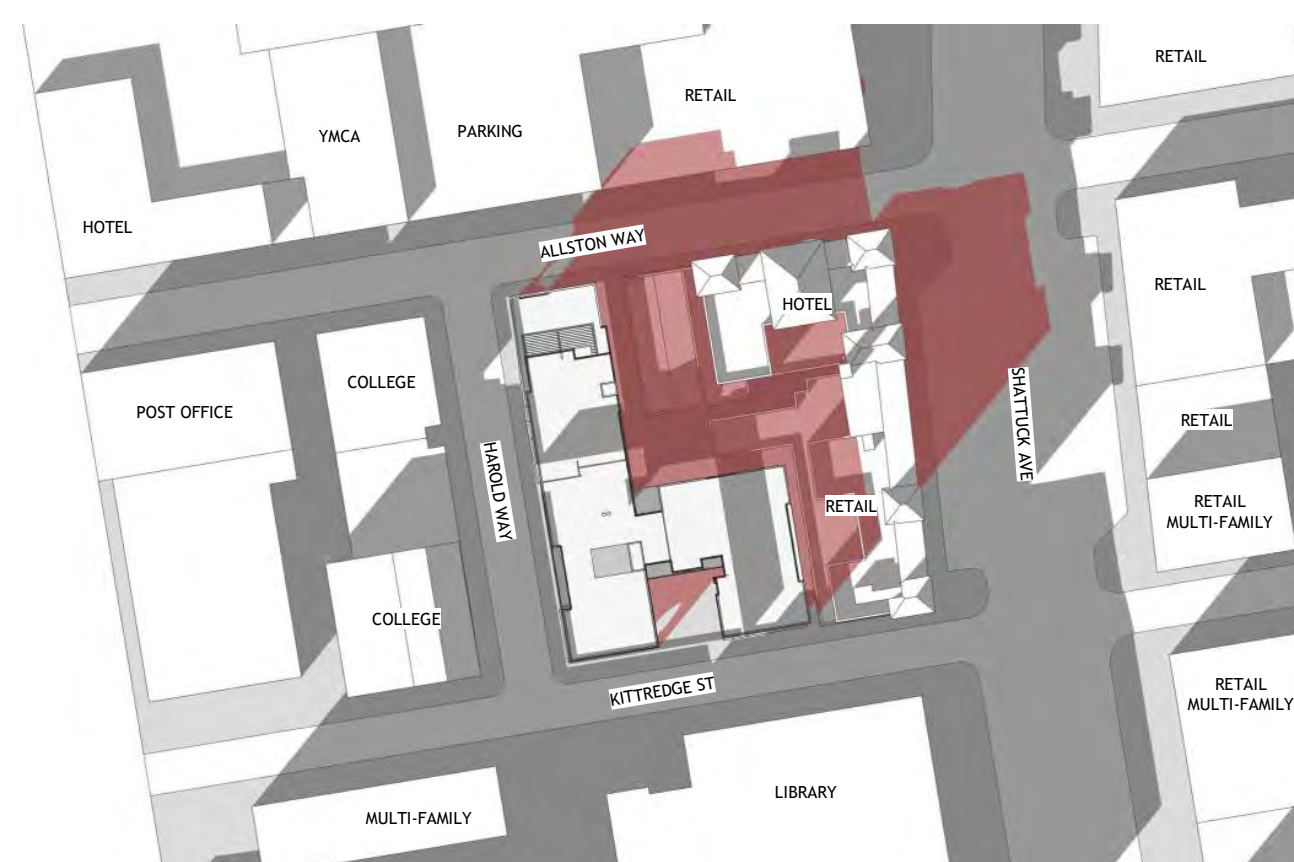 RETAIL
RETAIL
YMCA
PARKING
HOTEL
ALLSTON WAY
HOTEL
RETAIL
COLLEGE
POST OFFICE
SHATTUCK AVE
RETAIL
HAROLD WAY
RETAIL
RETAIL
MULTI-FAMILY
COLLEGE
KITTREDGE ST
RETAIL
MULTI-FAMILY
LIBRARY
MULTI-FAMILY